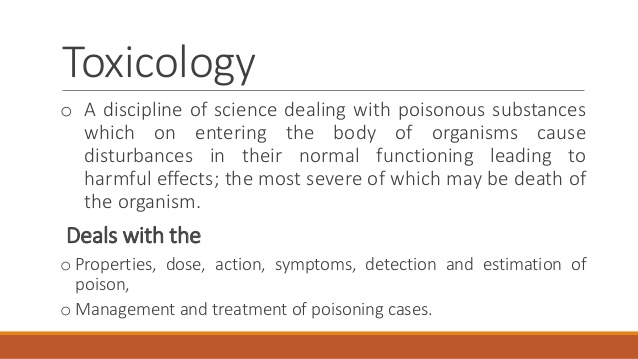 Toxicology
o A discipline of science dealing with poisonous substances
which on entering the body of organisms cause
disturbances in their normal functioning leading to
harmful effects; the most severe of which may be death of
the organism.
Deals with the
o Properties, dose, action, symptoms, detection and estimation of
poison,
o Management and treatment of poisoning cases.